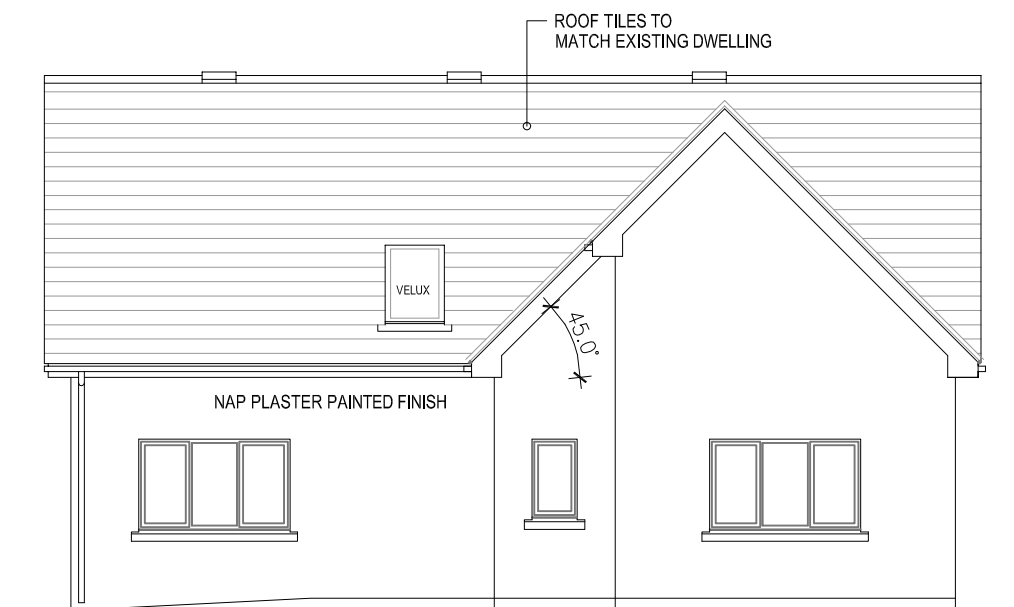 ROOF TILES TO
MATCH EXISTING DWELLING
VELUX
45.0°
NAP PLASTER PAINTED FINISH